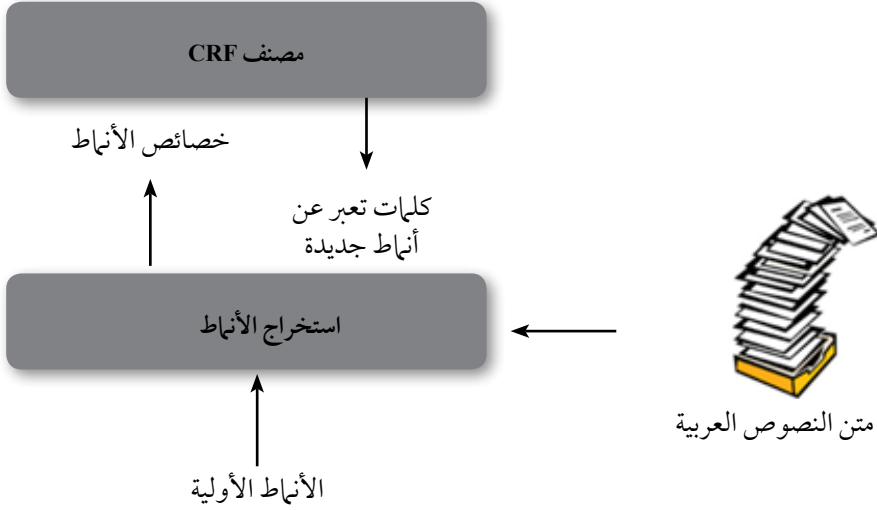 مصنف CRF
خصائص الأنماط
كلمات تعبر عن
أنماط جديدة
استخراج الأنماط
متن النصوص العربية
الأنماط الأولية